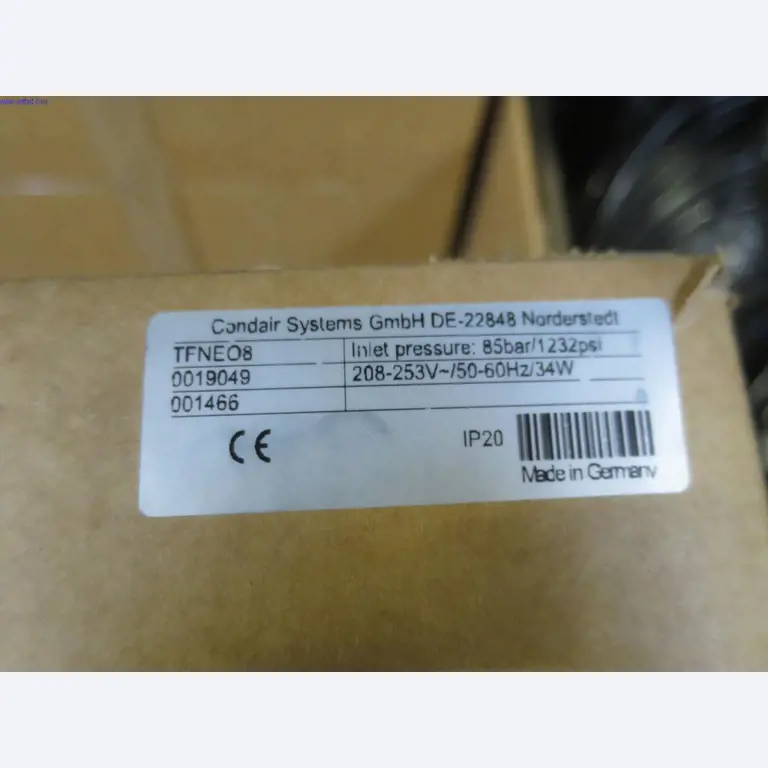 Condair Systems GmbH DE-22848 Norderstedt
TFNEO8
Inlet pressure: 85bar/1232psi
0019049
208-253V~/50-60Hz/34W
001466
CE
IP20
Made in Germany